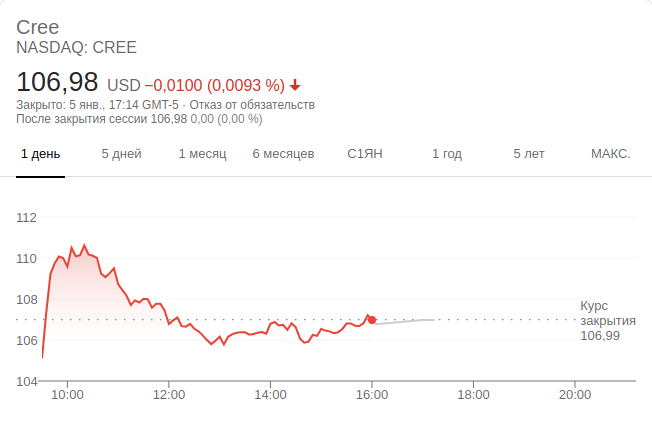 Cree
NASDAQ: CREE
106,98 USD −0,0100 (0,0093 %)
Закрыто: 5 янв., 17:14 GMT-5 · Отказ от обязательств
После закрытия сессии 106,98 0,00 (0,00 %)
1 день 5 дней 1 месяц 6 месяцев С1ЯН 1 год 5 лет МАКС.
112
110
108
106
104
Курс
закрытия
106,99
10:00 12:00 14:00 16:00 18:00 20:00